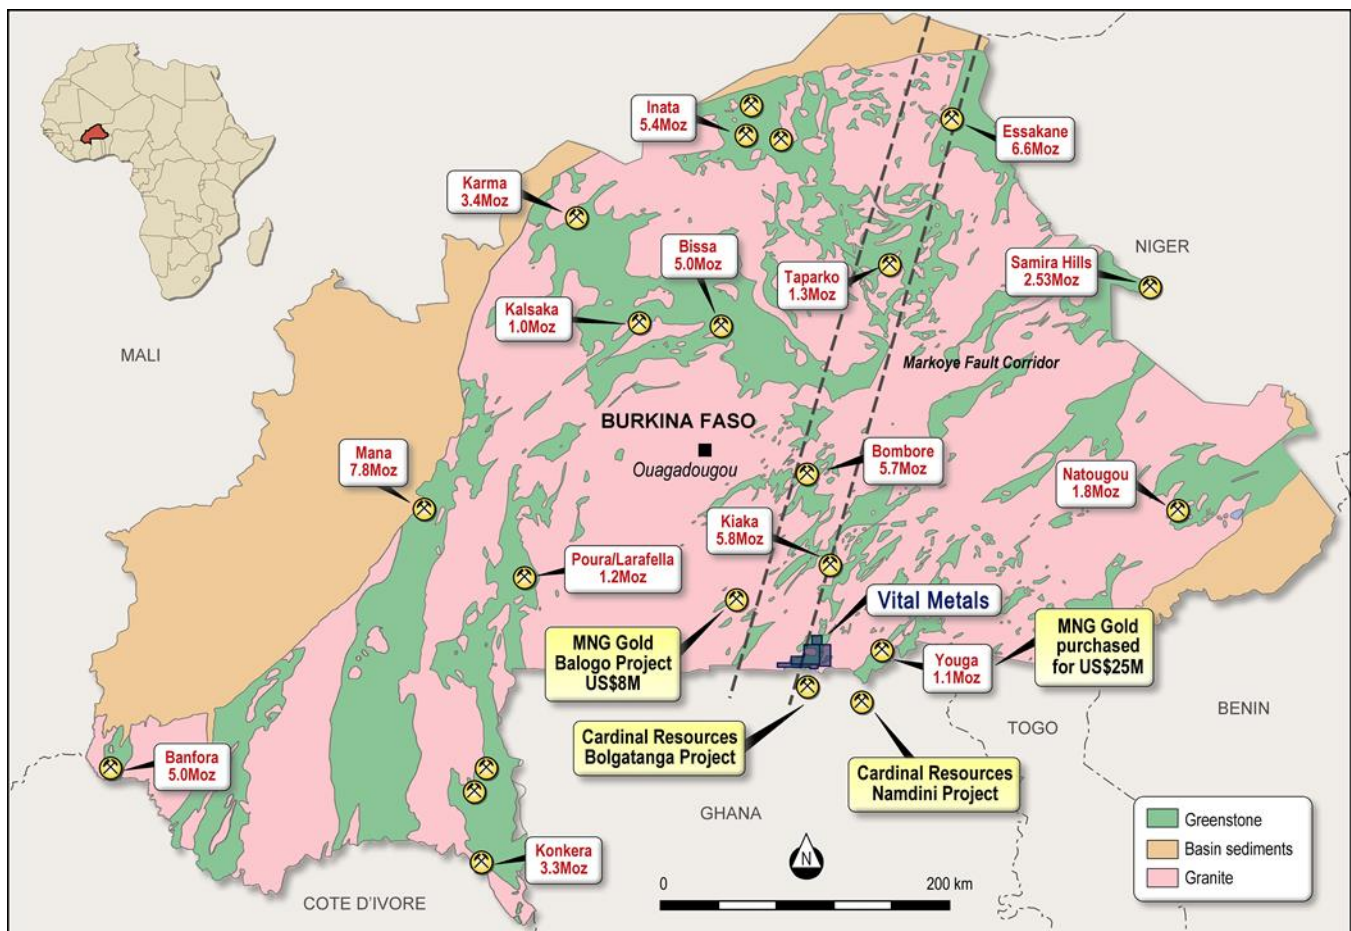 Inata
5.4Moz
Essakane
6.6Moz
Karma
3.4Moz
Bissa
5.0Moz
NIGER
Taparko
1.3Moz
Samira Hills
2.53Moz
Kalsaka
1.0Moz
MALI
Markoye Fault Corridor
BURKINA FASO
Ouagadougou
Mana
7.8Moz
Bombore
5.7Moz
Natougou
1.8Moz
Kiaka
5.8Moz
Poura/Larafella
1.2Moz
Vital Metals
MNG Gold
Balogo Project
US$8M
MNG Gold
purchased
for US$25M
Youga
1.1Moz
BENIN
TOGO
Cardinal Resources
Bolgatanga Project
Banfora
5.0Moz
Cardinal Resources
Namdini Project
GHANA
Greenstone
Basin sediments
Granite
Konkera
3.3Moz
N
0
200 km
COTE D'IVOIRE